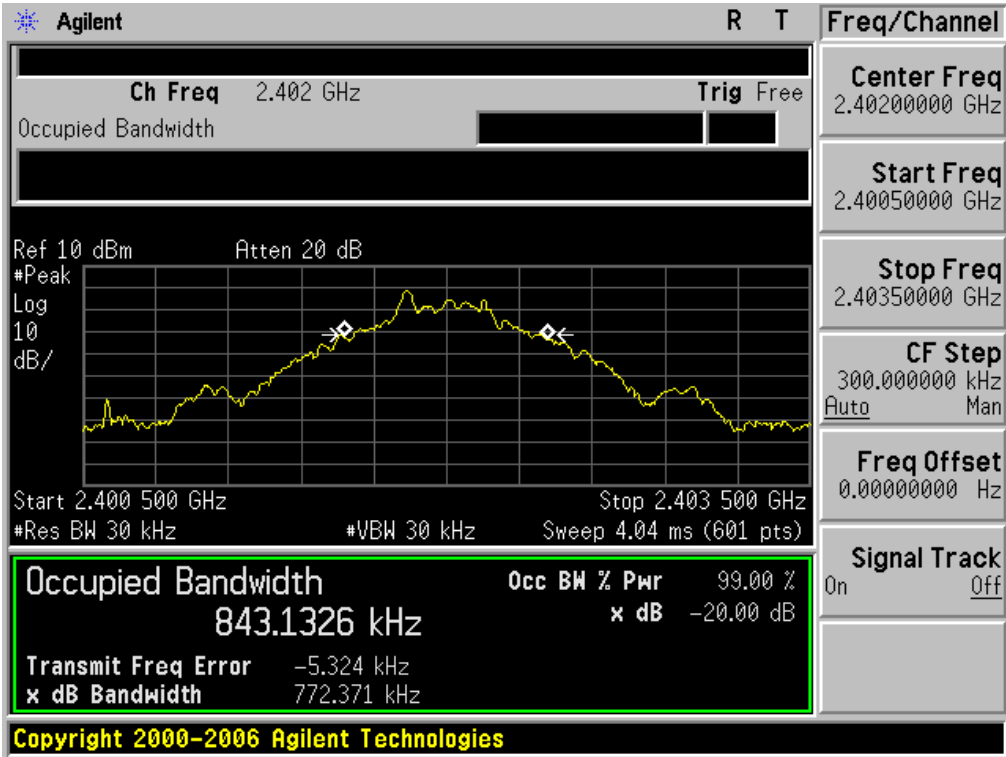 Agilent R T Freq/Channel
Ch Freq 2.402 GHz Trig Free
Occupied Bandwidth
Center Freq
2.40200000 GHz
Start Freq
2.40050000 GHz
Stop Freq
2.40350000 GHz
CF Step
300.000000 kHz
Auto Man
Freq Offset
0.00000000 Hz
Signal Track
On Off
Ref 10 dBm Atten 20 dB
#Peak
Log
10
dB/
Start 2.400 500 GHz Stop 2.403 500 GHz
#Res BW 30 kHz #VBW 30 kHz Sweep 4.04 ms (601 pts)
Occupied Bandwidth Occ BW % Pwr 99.00 %
843.1326 kHz x dB -20.00 dB
Transmit Freq Error -5.324 kHz
x dB Bandwidth 772.371 kHz
Copyright 2000-2006 Agilent Technologies